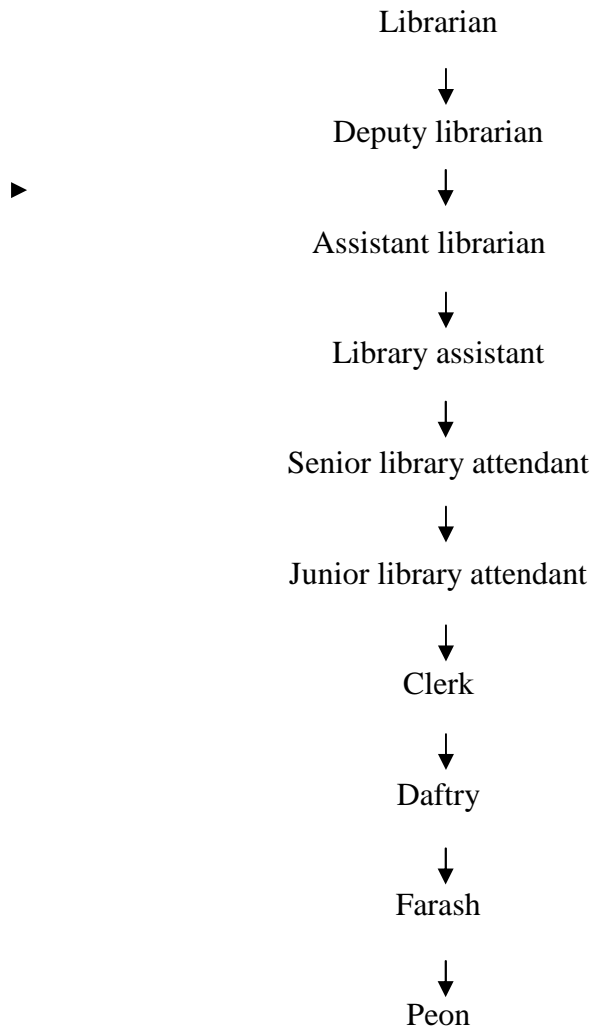 Librarian
Deputy librarian
Assistant librarian
Library assistant
Senior library attendant
Junior library attendant
Clerk
Daftry
Farash
Peon